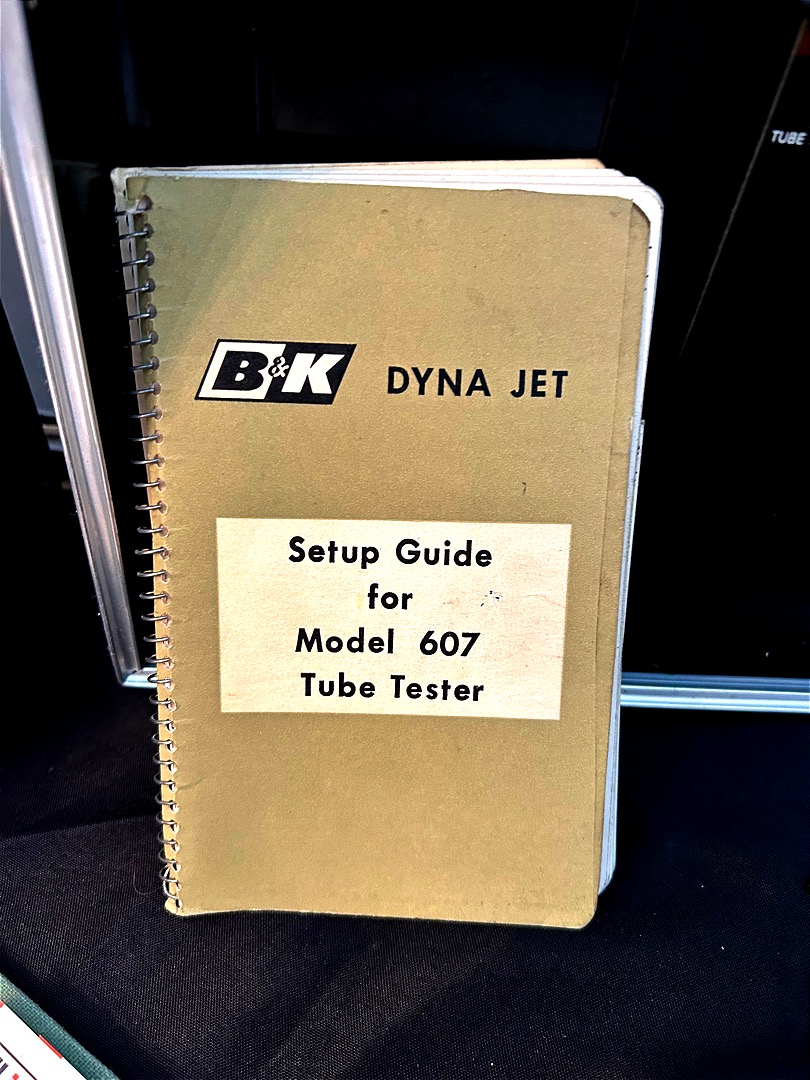 TUBE
B&K DYNA JET
Setup Guide
for
Model 607
Tube Tester